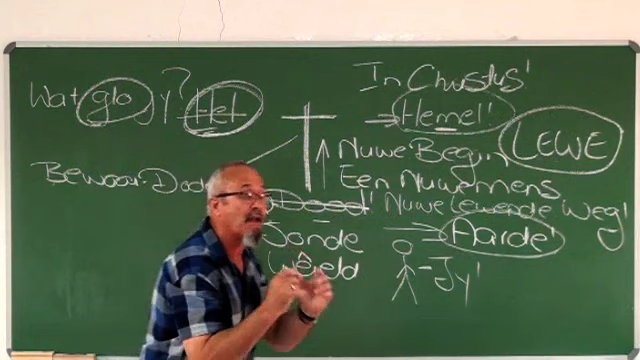 Wat glo jy? Hel
Bewaar. Dood
In Christus'
Hemel'
LEWE
Nuwe Begin
Een Nuwe mens
Dood! Nuwe Lewende Weg!
Sonde
Wêreld
Aarde'
Jy'